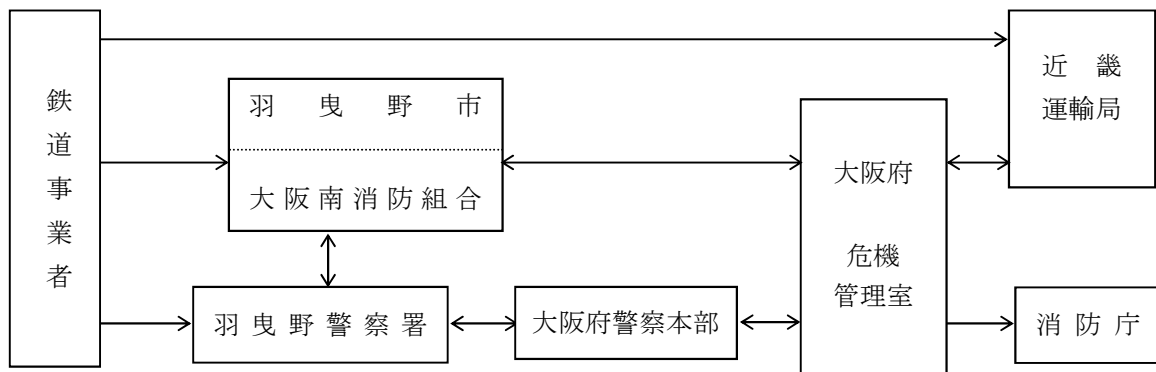 鉄道事業者
羽曳野市
大阪南消防組合
羽曳野警察署
大阪府警察本部
大阪府
危機
管理室
近畿
運輸局
消防庁